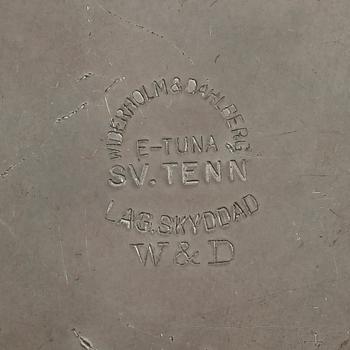 WIDERHOLM & DAHLBERG
E-TUNA
SV. TENN
LAG. SKYDDAD
W & D